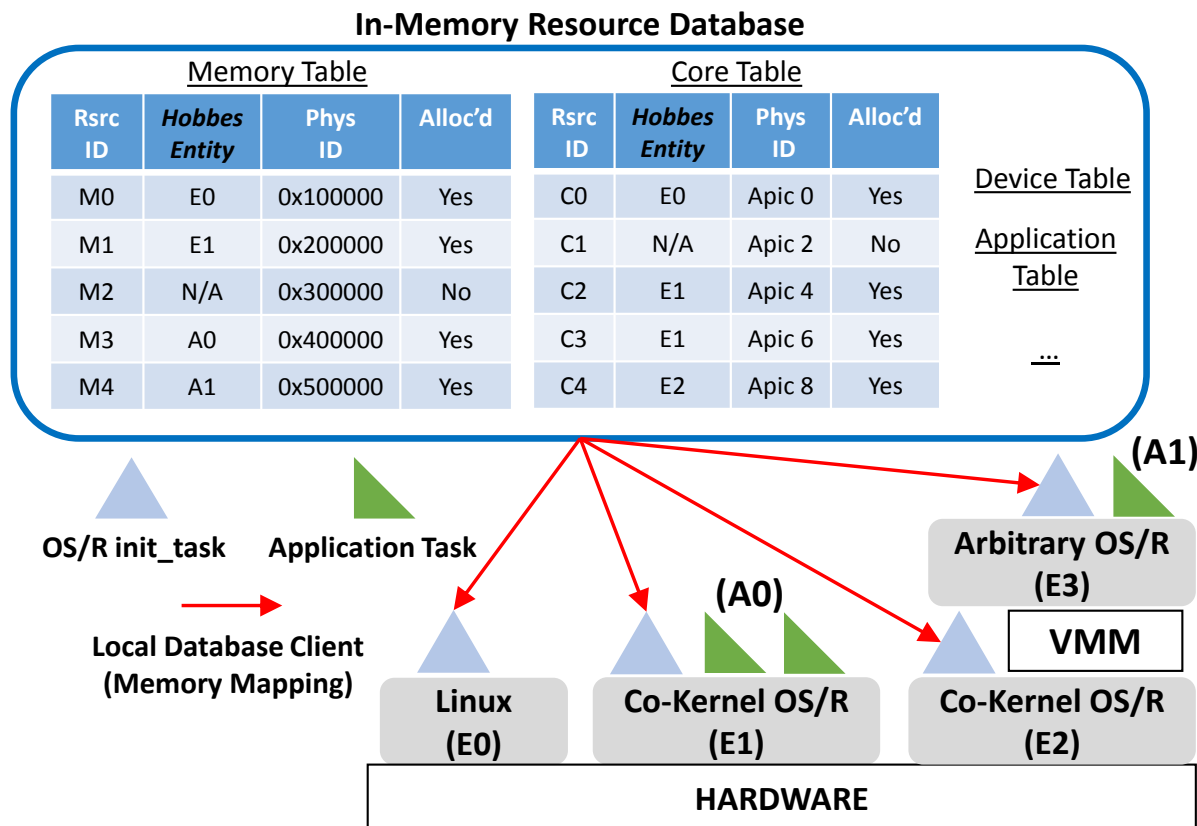 In-Memory Resource Database
Memory Table
Core Table
Rsrc ID Hobbes Entity Phys ID Alloc'd
M0 E0 0x100000 Yes
M1 E1 0x200000 Yes
M2 N/A 0x300000 No
M3 A0 0x400000 Yes
M4 A1 0x500000 Yes
Rsrc ID Hobbes Entity Phys ID Alloc'd
C0 E0 Apic 0 Yes
C1 N/A Apic 2 No
C2 E1 Apic 4 Yes
C3 E1 Apic 6 Yes
C4 E2 Apic 8 Yes
Device Table
Application
Table
...
OS/R init_task
Application Task
Local Database Client
(Memory Mapping)
(A0)
(A1)
Arbitrary OS/R
(E3)
VMM
Linux
(E0)
Co-Kernel OS/R
(E1)
Co-Kernel OS/R
(E2)
HARDWARE